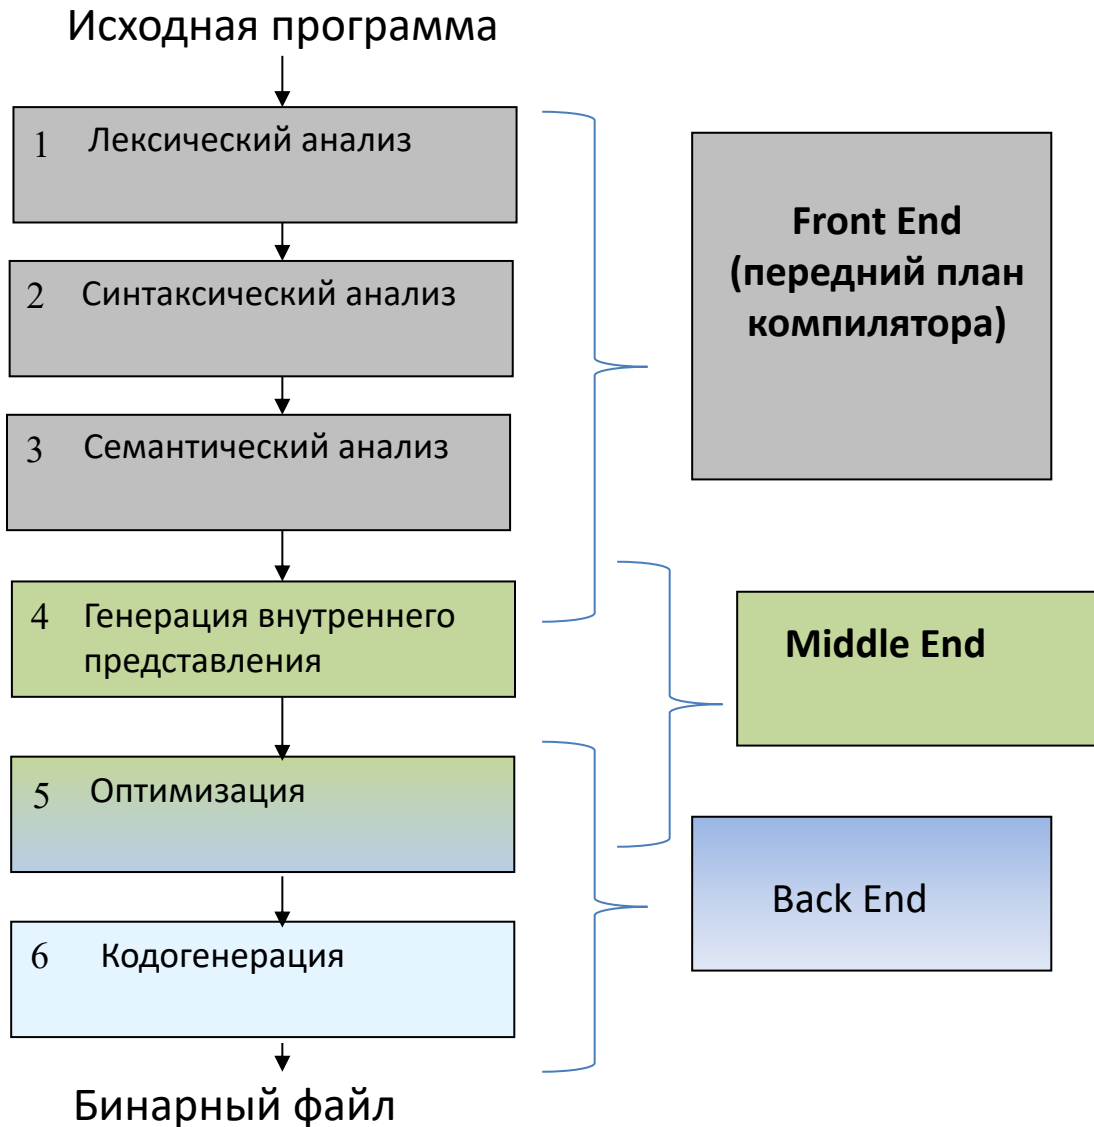 Исходная программа
1 Лексический анализ
2 Синтаксический анализ
3 Семантический анализ
4 Генерация внутреннего
представления
5 Оптимизация
6 Кодогенерация
Бинарный файл
Front End
(передний план
компилятора)
Middle End
Back End